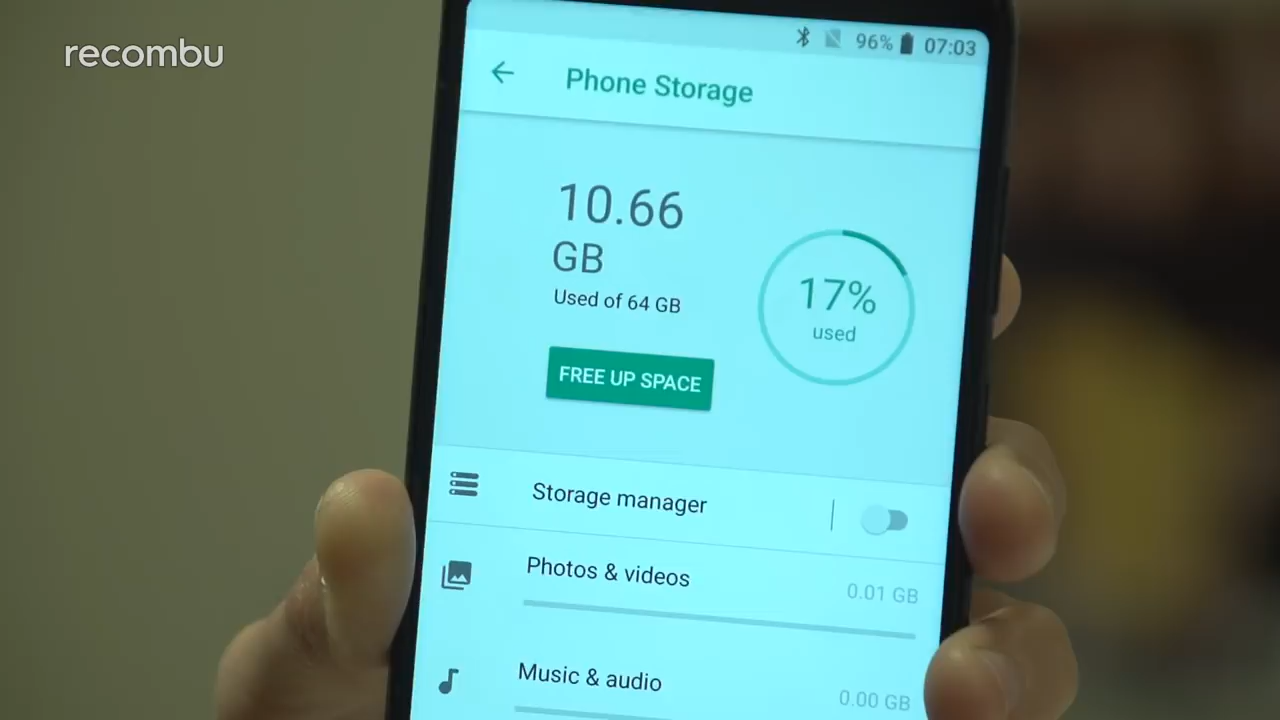 recombu
96% 07:03
Phone Storage
10.66
GB
Used of 64 GB
17%
used
FREE UP SPACE
Storage manager
Photos & videos
0.01 GB
Music & audio
0.00 GB